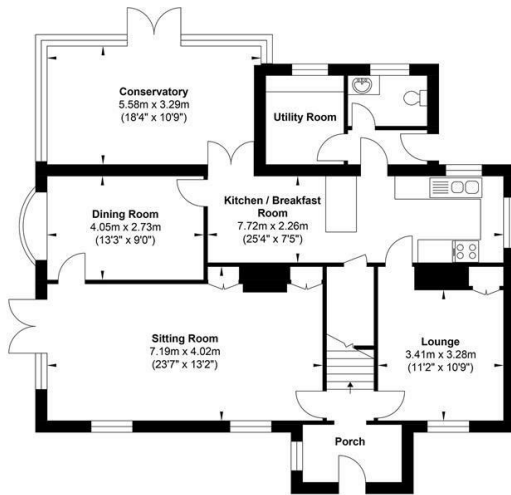 Conservatory
5.58m x 3.29m
(18'4" x 10'9")
Utility Room
Dining Room
4.05m x 2.73m
(13'3" x 9'0")
Kitchen / Breakfast
Room
7.72m x 2.26m
(25'4" x 7'5")
Sitting Room
7.19m x 4.02m
(23'7" x 13'2")
Lounge
3.41m x 3.28m
(11'2" x 10'9")
Porch